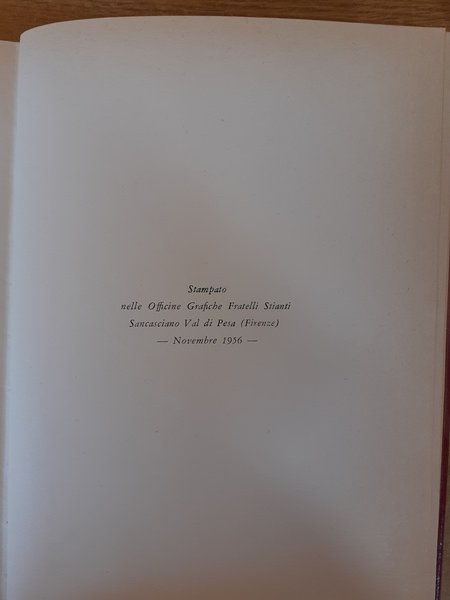 Stampato
nelle Officine Grafiche Fratelli Stianti
Sancasciano Val di Pesa (Firenze)
— Novembre 1956 —